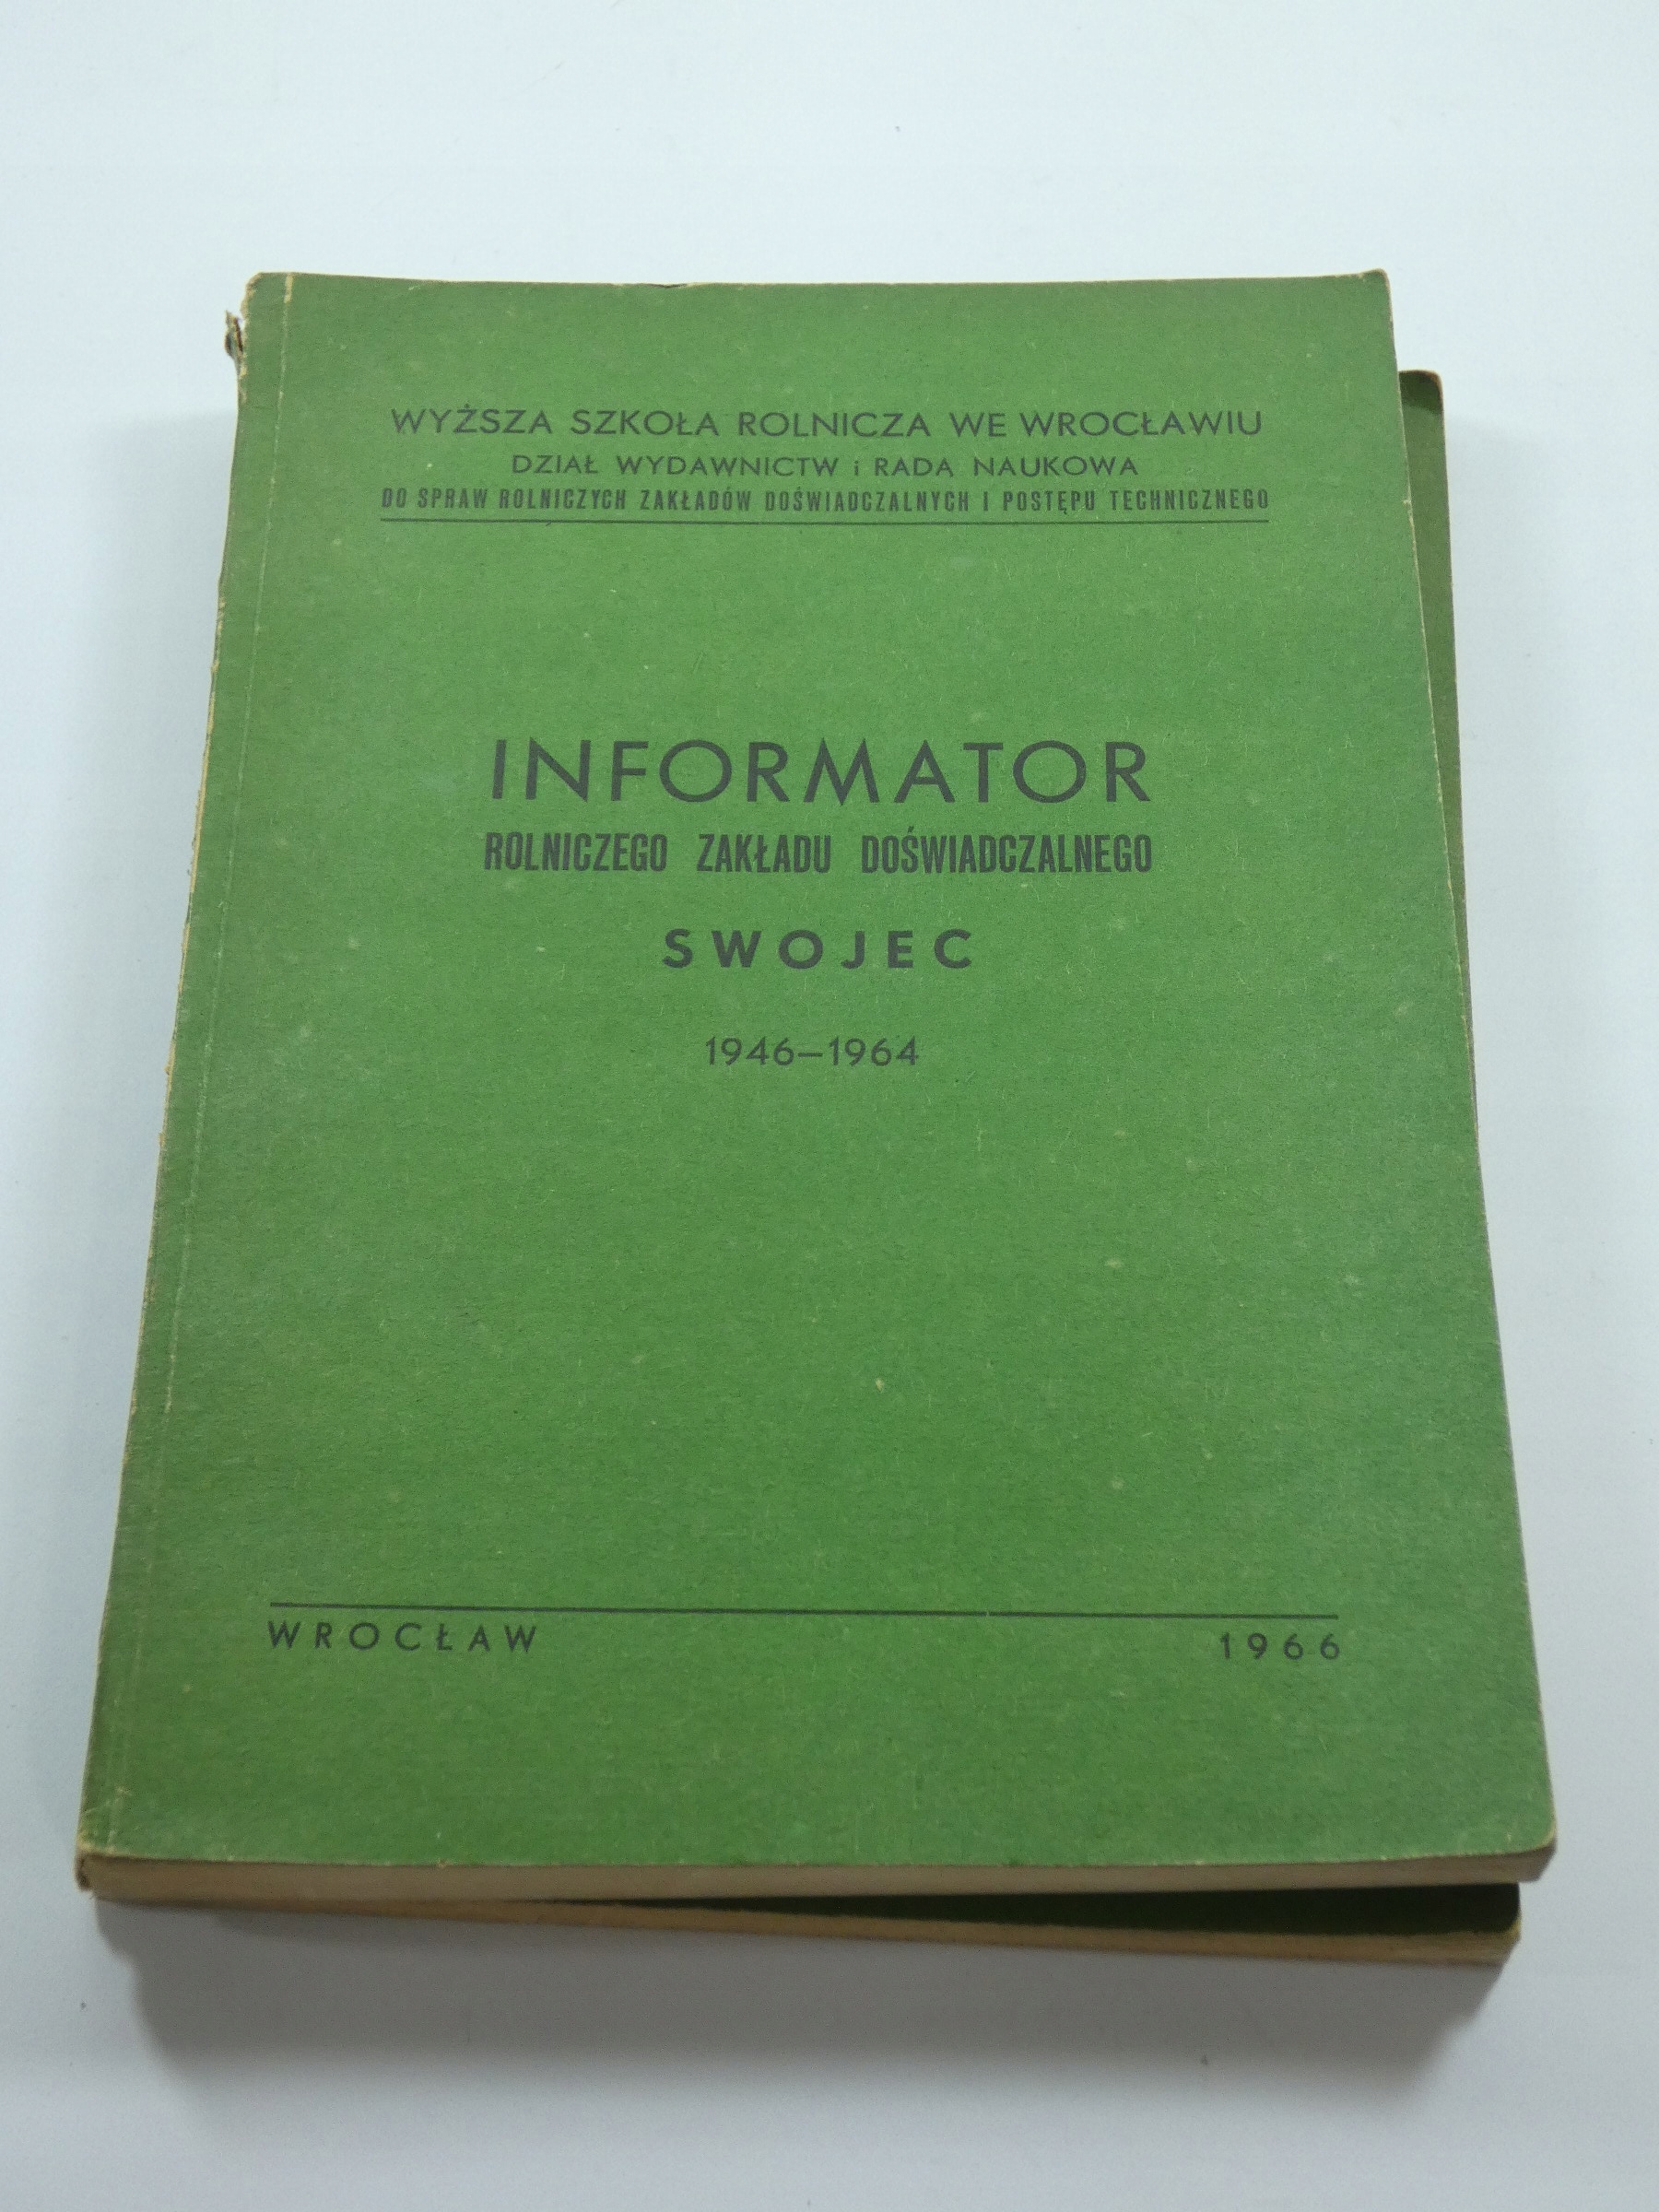 WYŻSZA SZKOŁA ROLNICZA WE WROCŁAWIU
DZIAŁ WYDAWNICTW i RADA NAUKOWA
DO SPRAW ROLNICZYCH ZAKŁADÓW DOŚWIADCZALNYCH I POSTĘPU TECHNICZNEGO
INFORMATOR
ROLNICZEGO ZAKŁADU DOŚWIADCZALNEGO
SWOJEC
1946–1964
WROCŁAW 1966